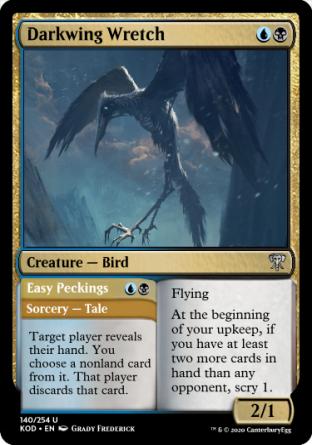 Darkwing Wretch
Creature — Bird
Easy Peckings
Sorcery — Tale
Target player reveals
their hand. You
choose a nonland card
from it. That player
discards that card.
Flying
At the beginning
of your upkeep, if
you have at least
two more cards in
hand than any
opponent, scry 1.
2/1
140/254 U
KOD • EN Grady Frederick
™ & © 2020 CanterburyEgg